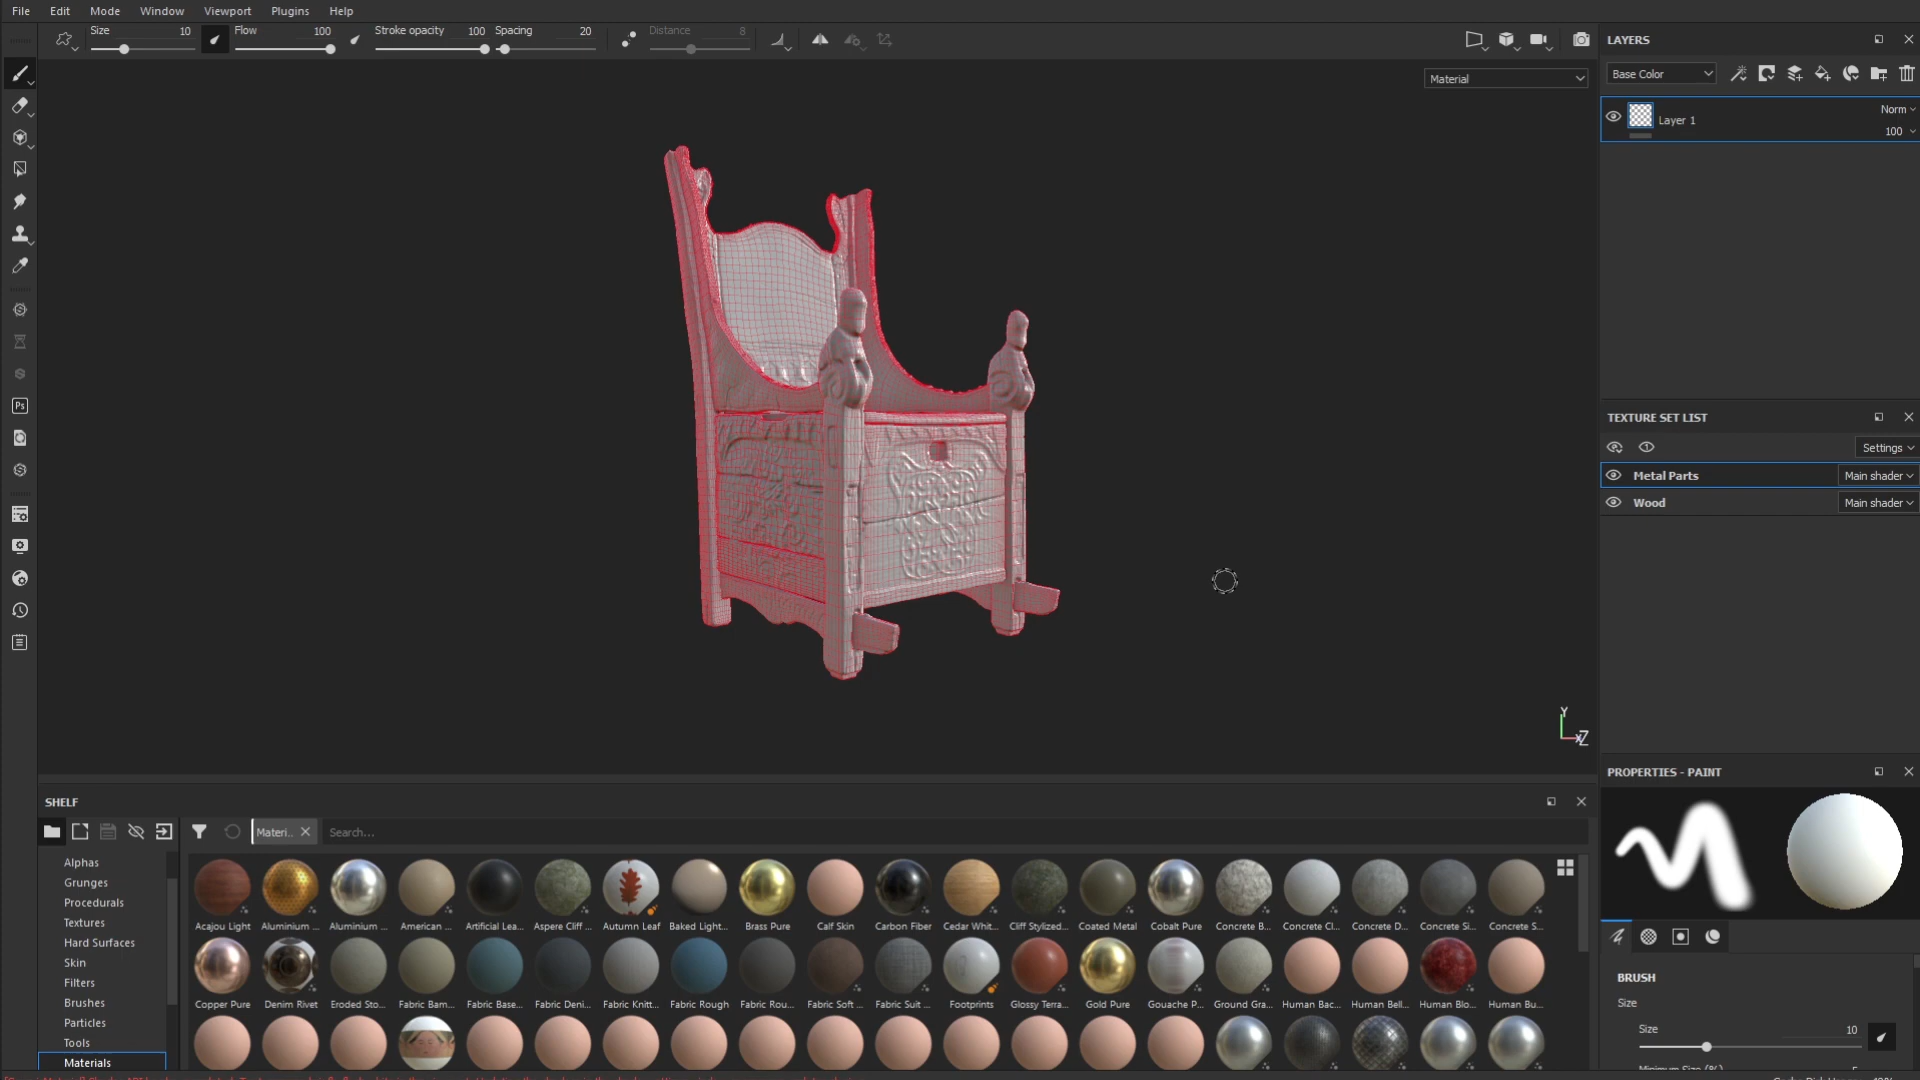 File Edit Mode Window Viewport Plugins Help
Size 10 Flow 100 Stroke opacity 100 Spacing 20 Distance 8
Material
LAYERS
Base Color
Layer 1 Norm
100
TEXTURE SET LIST
Settings
Metal Parts Main shader
Wood Main shader
Y
Z
PROPERTIES - PAINT
BRUSH
Size
Size 10
SHELF
Materi... Search...
Alphas
Grunges
Procedurals
Textures
Hard Surfaces
Skin
Filters
Brushes
Particles
Tools
Materials
Acajou Light Aluminium ... Aluminium ... American ... Artificial Lea... Aspere Cliff ... Autumn Leaf Baked Light... Brass Pure Calf Skin Carbon Fiber Cedar Whit... Cliff Stylized... Coated Metal Cobalt Pure Concrete B... Concrete Cl... Concrete D... Concrete Si... Concrete S...
Copper Pure Denim Rivet Eroded Sto... Fabric Bam... Fabric Base... Fabric Deni... Fabric Knitt... Fabric Rough Fabric Rou... Fabric Soft ... Fabric Suit ... Footprints Glossy Terra... Gold Pure Gouache P... Ground Gra... Human Bac... Human Bell... Human Blo... Human Bu...
Ps